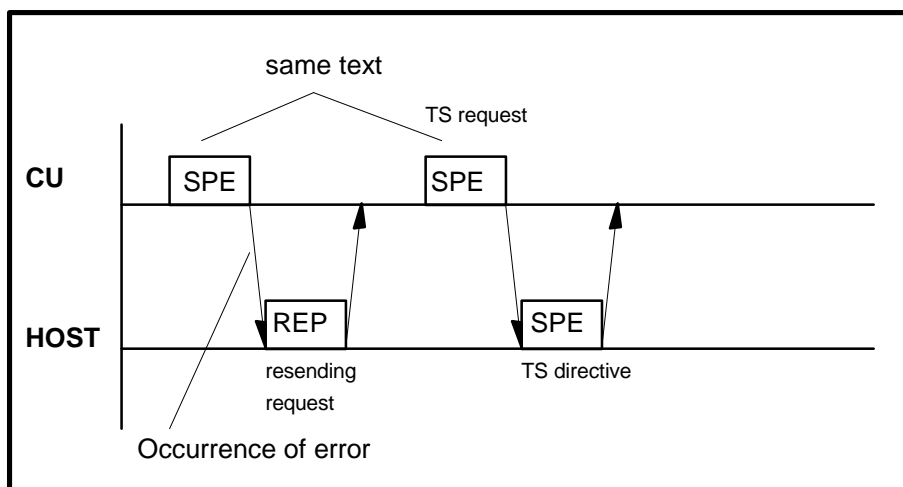 same text
TS request
CU
SPE
SPE
HOST
REP
SPE
resending
request
TS directive
Occurrence of error